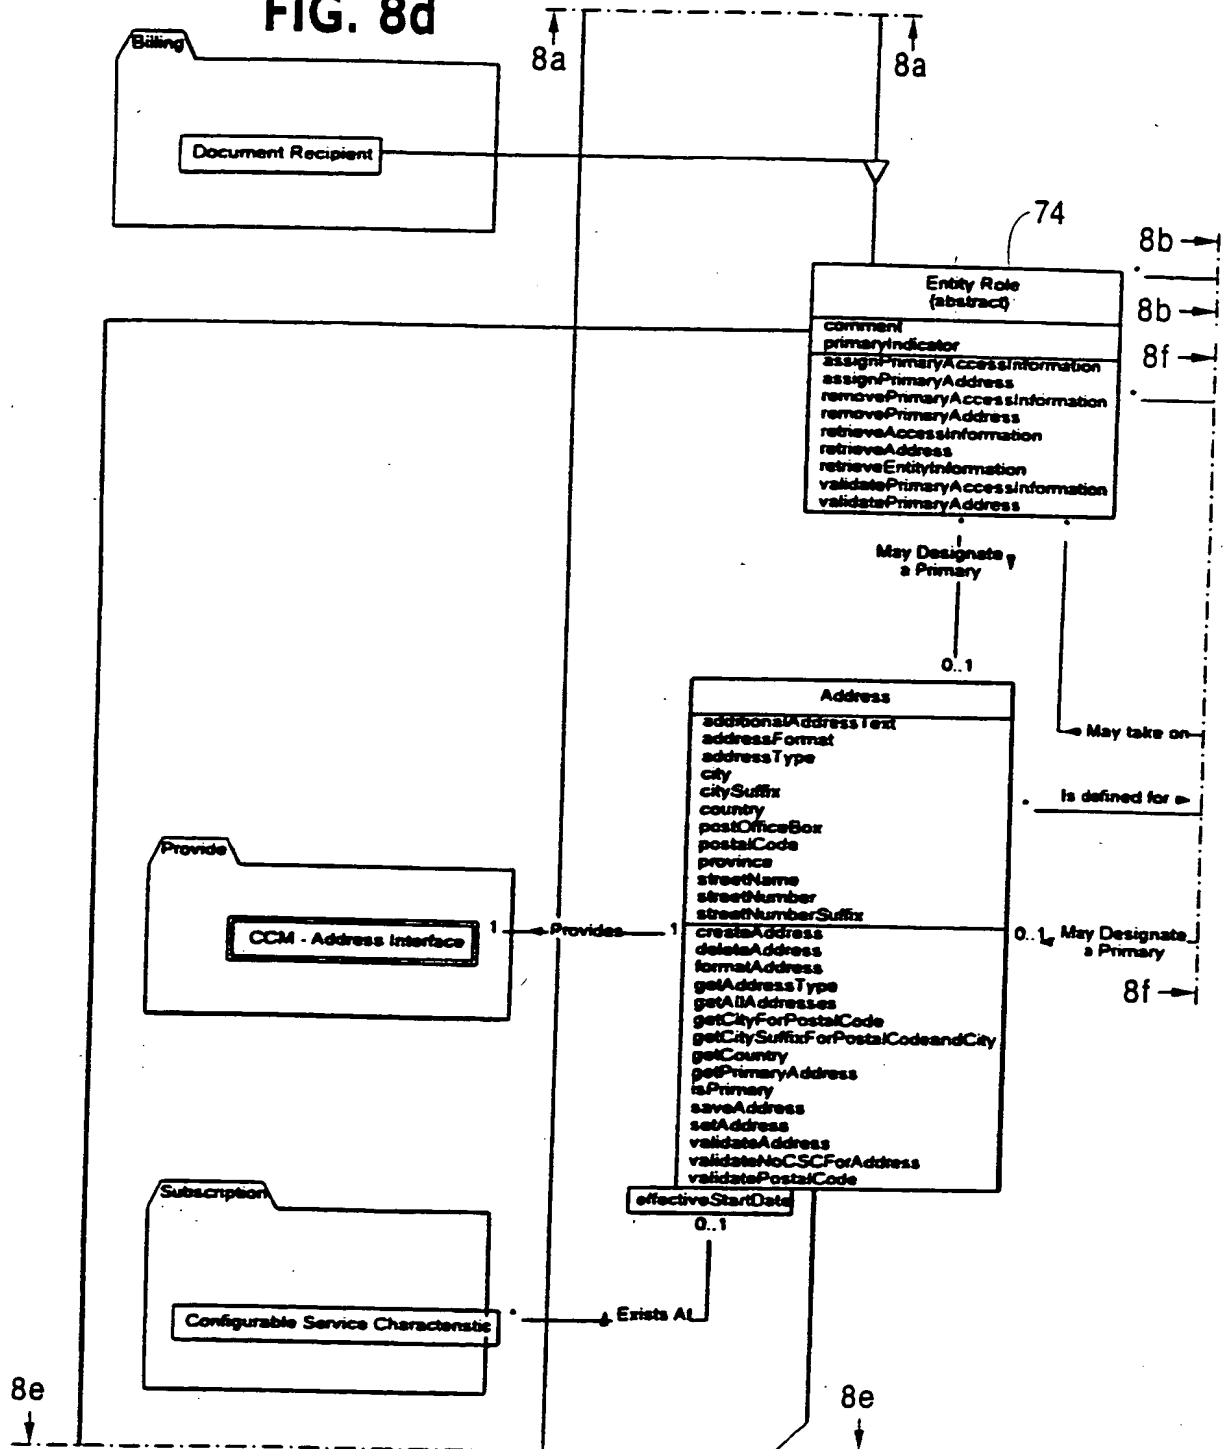 FIG. 8d
8a
8a
Billing
Document Recipient
74
8b
8b
8f
Entity Role
(abstract)
comment
primaryIndicator
assignPrimaryAccessInformation
assignPrimaryAddress
removePrimaryAccessInformation
removePrimaryAddress
retrieveAccessInformation
retrieveAddress
retrieveEntityInformation
validatePrimaryAccessInformation
validatePrimaryAddress
*
*
*
*
May Designate
a Primary
0..1
May take on
Address
additionalAddressText
addressFormat
addressType
city
citySuffix
country
postOfficeBox
postalCode
province
streetName
streetNumber
streetNumberSuffix
createAddress
deleteAddress
formatAddress
getAddressType
getAllAddresses
getCityForPostalCode
getCitySuffixForPostalCodeandCity
getCountry
getPrimaryAddress
isPrimary
saveAddress
setAddress
validateAddress
validateNoCSCForAddress
validatePostalCode
* Is defined for
0..1 May Designate
a Primary
8f
Provide
CCM - Address Interface
1 Provides 1
effectiveStartDate
0..1
Subscription
Configurable Service Characteristic
* Exists At
8e
8e